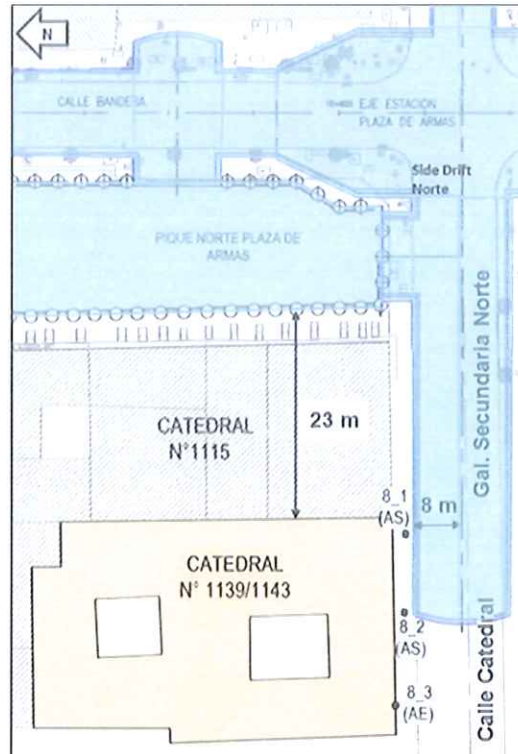 N
CALLE BANDERA
EJE ESTACIÓN
PLAZA DE ARMAS
Side Drift
Norte
PIQUE NORTE PLAZA DE
ARMAS
Gal. Secundaria Norte
CATEDRAL
N°1115
23 m
8_1
(AS)
8 m
CATEDRAL
N° 1139/1143
8_2
(AS)
8_3
(AE)
Calle Catedral